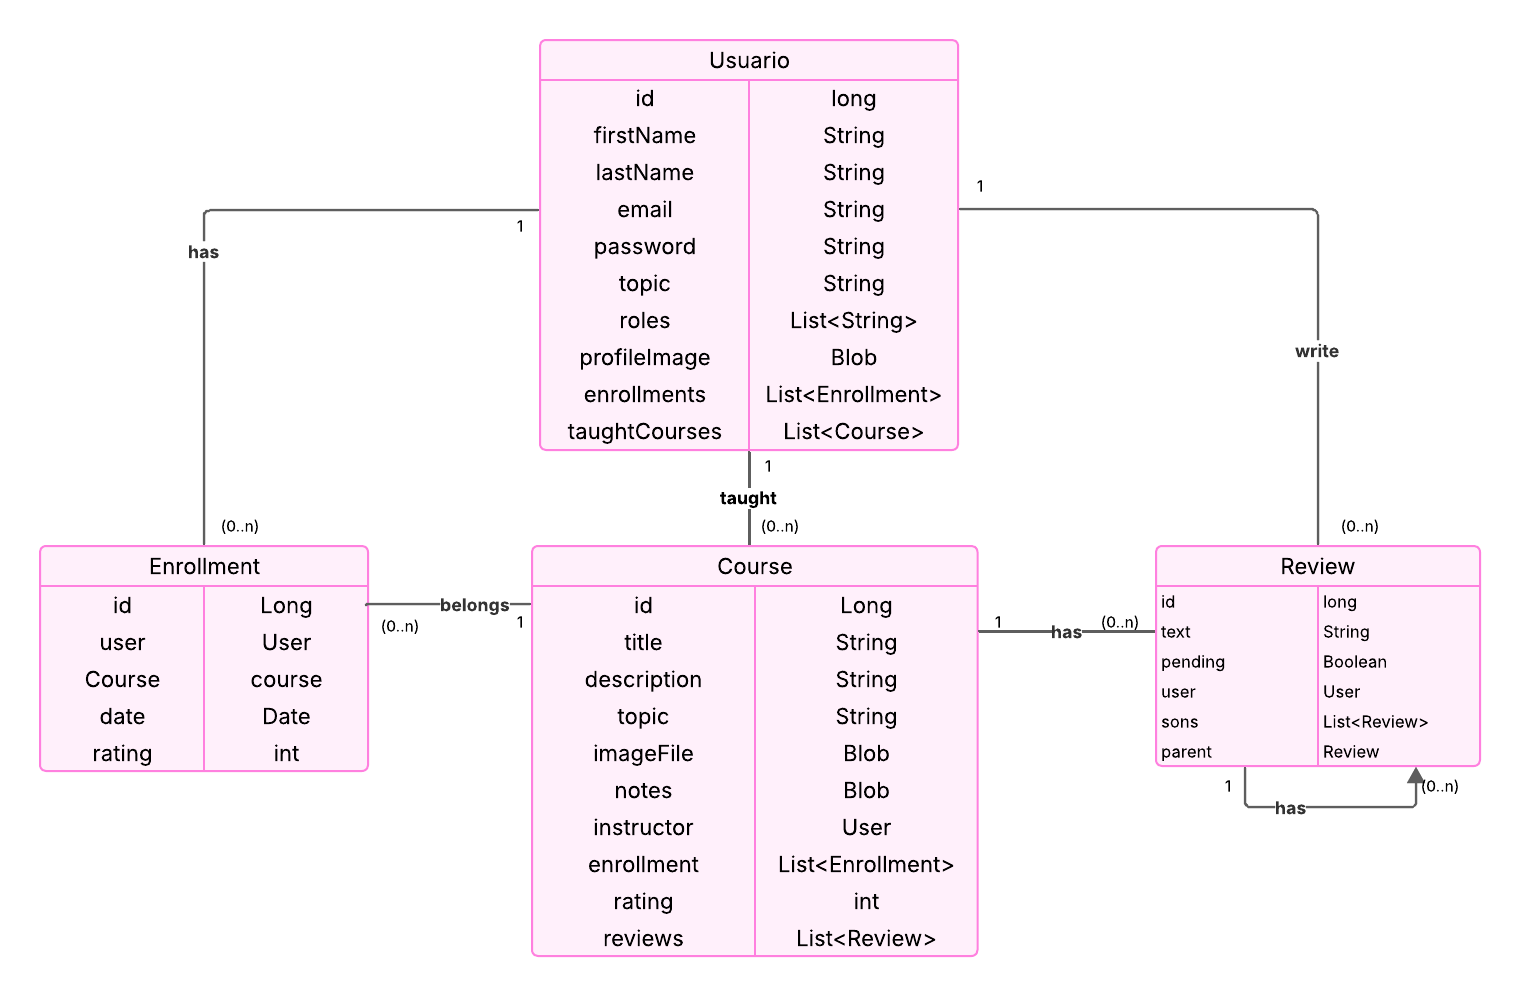 Usuario
id long
firstName String
lastName String
email String
password String
topic String
roles List<String>
profileImage Blob
enrollments List<Enrollment>
taughtCourses List<Course>
1
has
(0..n)
1
taught
(0..n)
1
write
(0..n)
Enrollment
id Long
user User
Course course
date Date
rating int
(0..n)
belongs
1
Course
id Long
title String
description String
topic String
imageFile Blob
notes Blob
instructor User
enrollment List<Enrollment>
rating int
reviews List<Review>
1
has
(0..n)
Review
id long
text String
pending Boolean
user User
sons List<Review>
parent Review
1
has
(0..n)